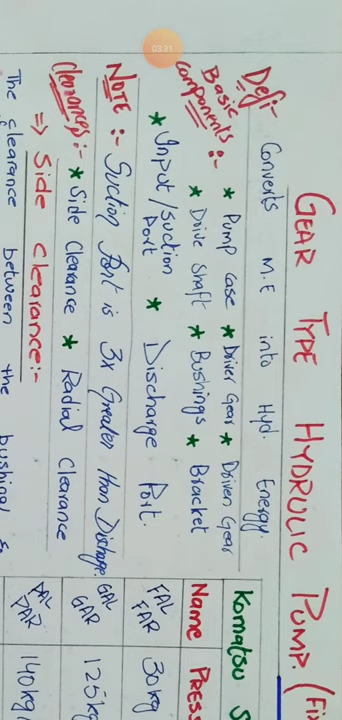 GEAR TYPE HYDRULIC PUMP. (Fi
Def:- Converts M.E into Hyd. Energy.
Basic components:- * Pump Case * Driver Gear * Driven Gear
* Drive Shaft * Bushings * Bracket
* Input/Suction Port * Discharge Port.
NOTE:- Suction Port is 3x Greater than Discharge.
Clearances:- * Side Clearance * Radial Clearance
=> Side clearance:-
The clearance between the bushing &
Komatsu S
Name PRESS
FAL FAR 30kg
GAL GAR 125kg
PAL PAR 140kg/
03:21